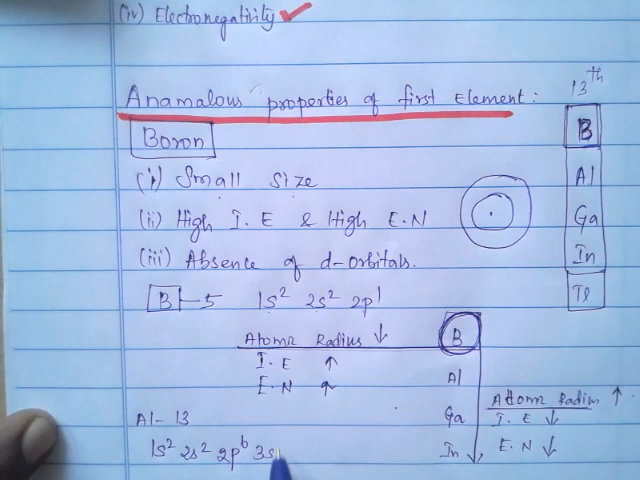 (iv) Electronegativity ✓
Anamalous properties of first Element:
Boron
(i) Small Size
(ii) High I.E & High E.N
(iii) Absence of d-orbitals.
B - 5 1s² 2s² 2p¹
13th
B
Al
Ga
In
Tl
Atomic Radius ↓
I.E ↑
E.N ↑
B
Al
Ga
In
Atomic Radius ↑.
I.E ↓
E.N ↓
Al- 13
1s² 2s² 2p⁶ 3s